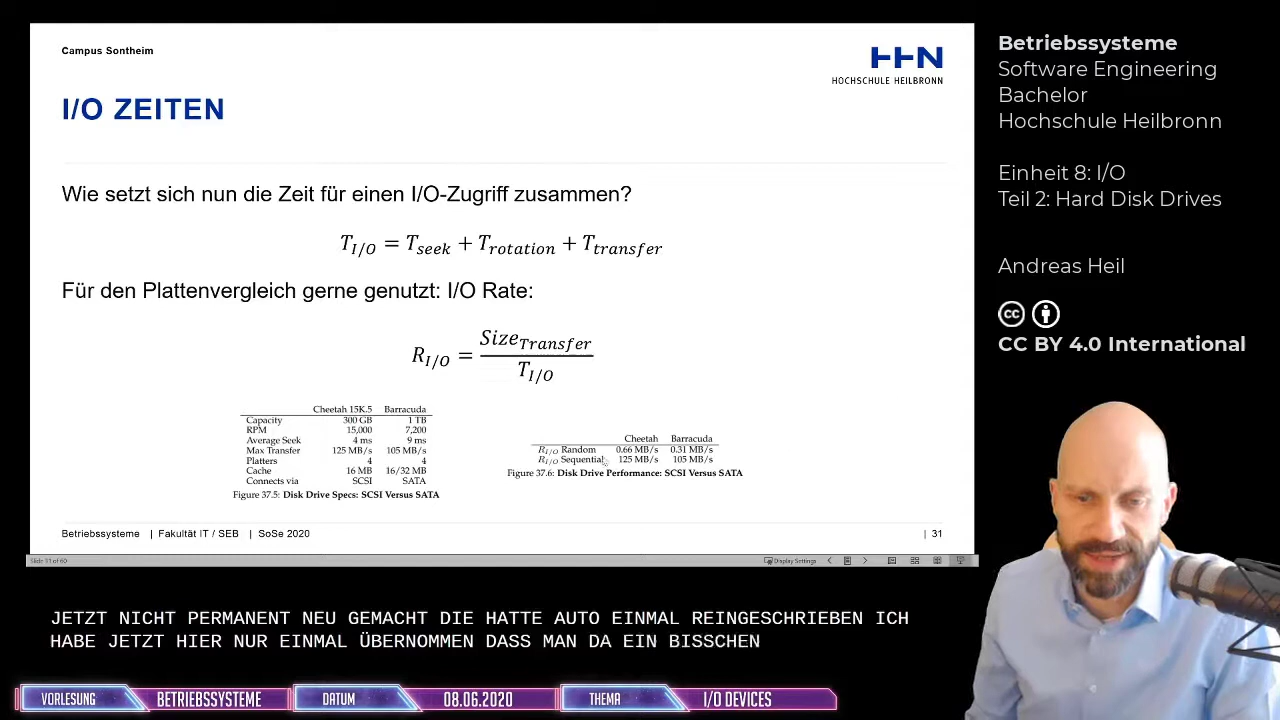 Campus Sontheim
HHN
HOCHSCHULE HEILBRONN
I/O ZEITEN
Wie setzt sich nun die Zeit für einen I/O-Zugriff zusammen?
T_{I/O} = T_{seek} + T_{rotation} + T_{transfer}
Für den Plattenvergleich gerne genutzt: I/O Rate:
R_{I/O} = \frac{Size_{Transfer}}{T_{I/O}}
Cheetah 15K.5 Barracuda
Capacity 300 GB 1 TB
RPM 15,000 7,200
Average Seek 4 ms 9 ms
Max Transfer 125 MB/s 105 MB/s
Platters 4 4
Cache 16 MB 16/32 MB
Connects via SCSI SATA
Figure 37.5: Disk Drive Specs: SCSI Versus SATA
Cheetah Barracuda
R_{I/O} Random 0.66 MB/s 0.31 MB/s
R_{I/O} Sequential 125 MB/s 105 MB/s
Figure 37.6: Disk Drive Performance: SCSI Versus SATA
Betriebssysteme | Fakultät IT / SEB | SoSe 2020 | 31
Slide 31 of 60 Display Settings
Betriebssysteme
Software Engineering
Bachelor
Hochschule Heilbronn
Einheit 8: I/O
Teil 2: Hard Disk Drives
Andreas Heil
cc
CC BY 4.0 International
JETZT NICHT PERMANENT NEU GEMACHT DIE HATTE AUTO EINMAL REINGESCHRIEBEN ICH
HABE JETZT HIER NUR EINMAL ÜBERNOMMEN DASS MAN DA EIN BISSCHEN
VORLESUNG BETRIEBSSYSTEME DATUM 08.06.2020 THEMA I/O DEVICES